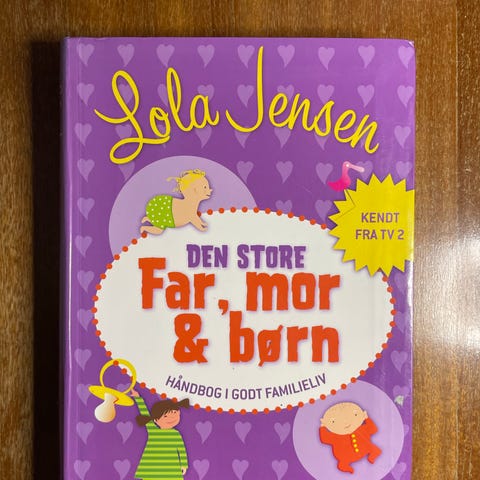 Lola Jensen
KENDT
FRA TV 2
DEN STORE
Far, mor
& børn
HÅNDBOG I GODT FAMILIELIV